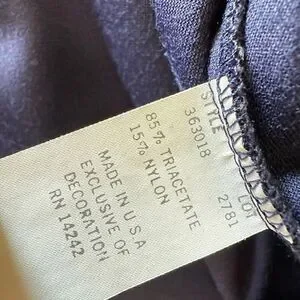 STYLE LOT
363018 2781
85% TRIACETATE
15% NYLON
MADE IN U S A
EXCLUSIVE OF
DECORATION
RN 14242